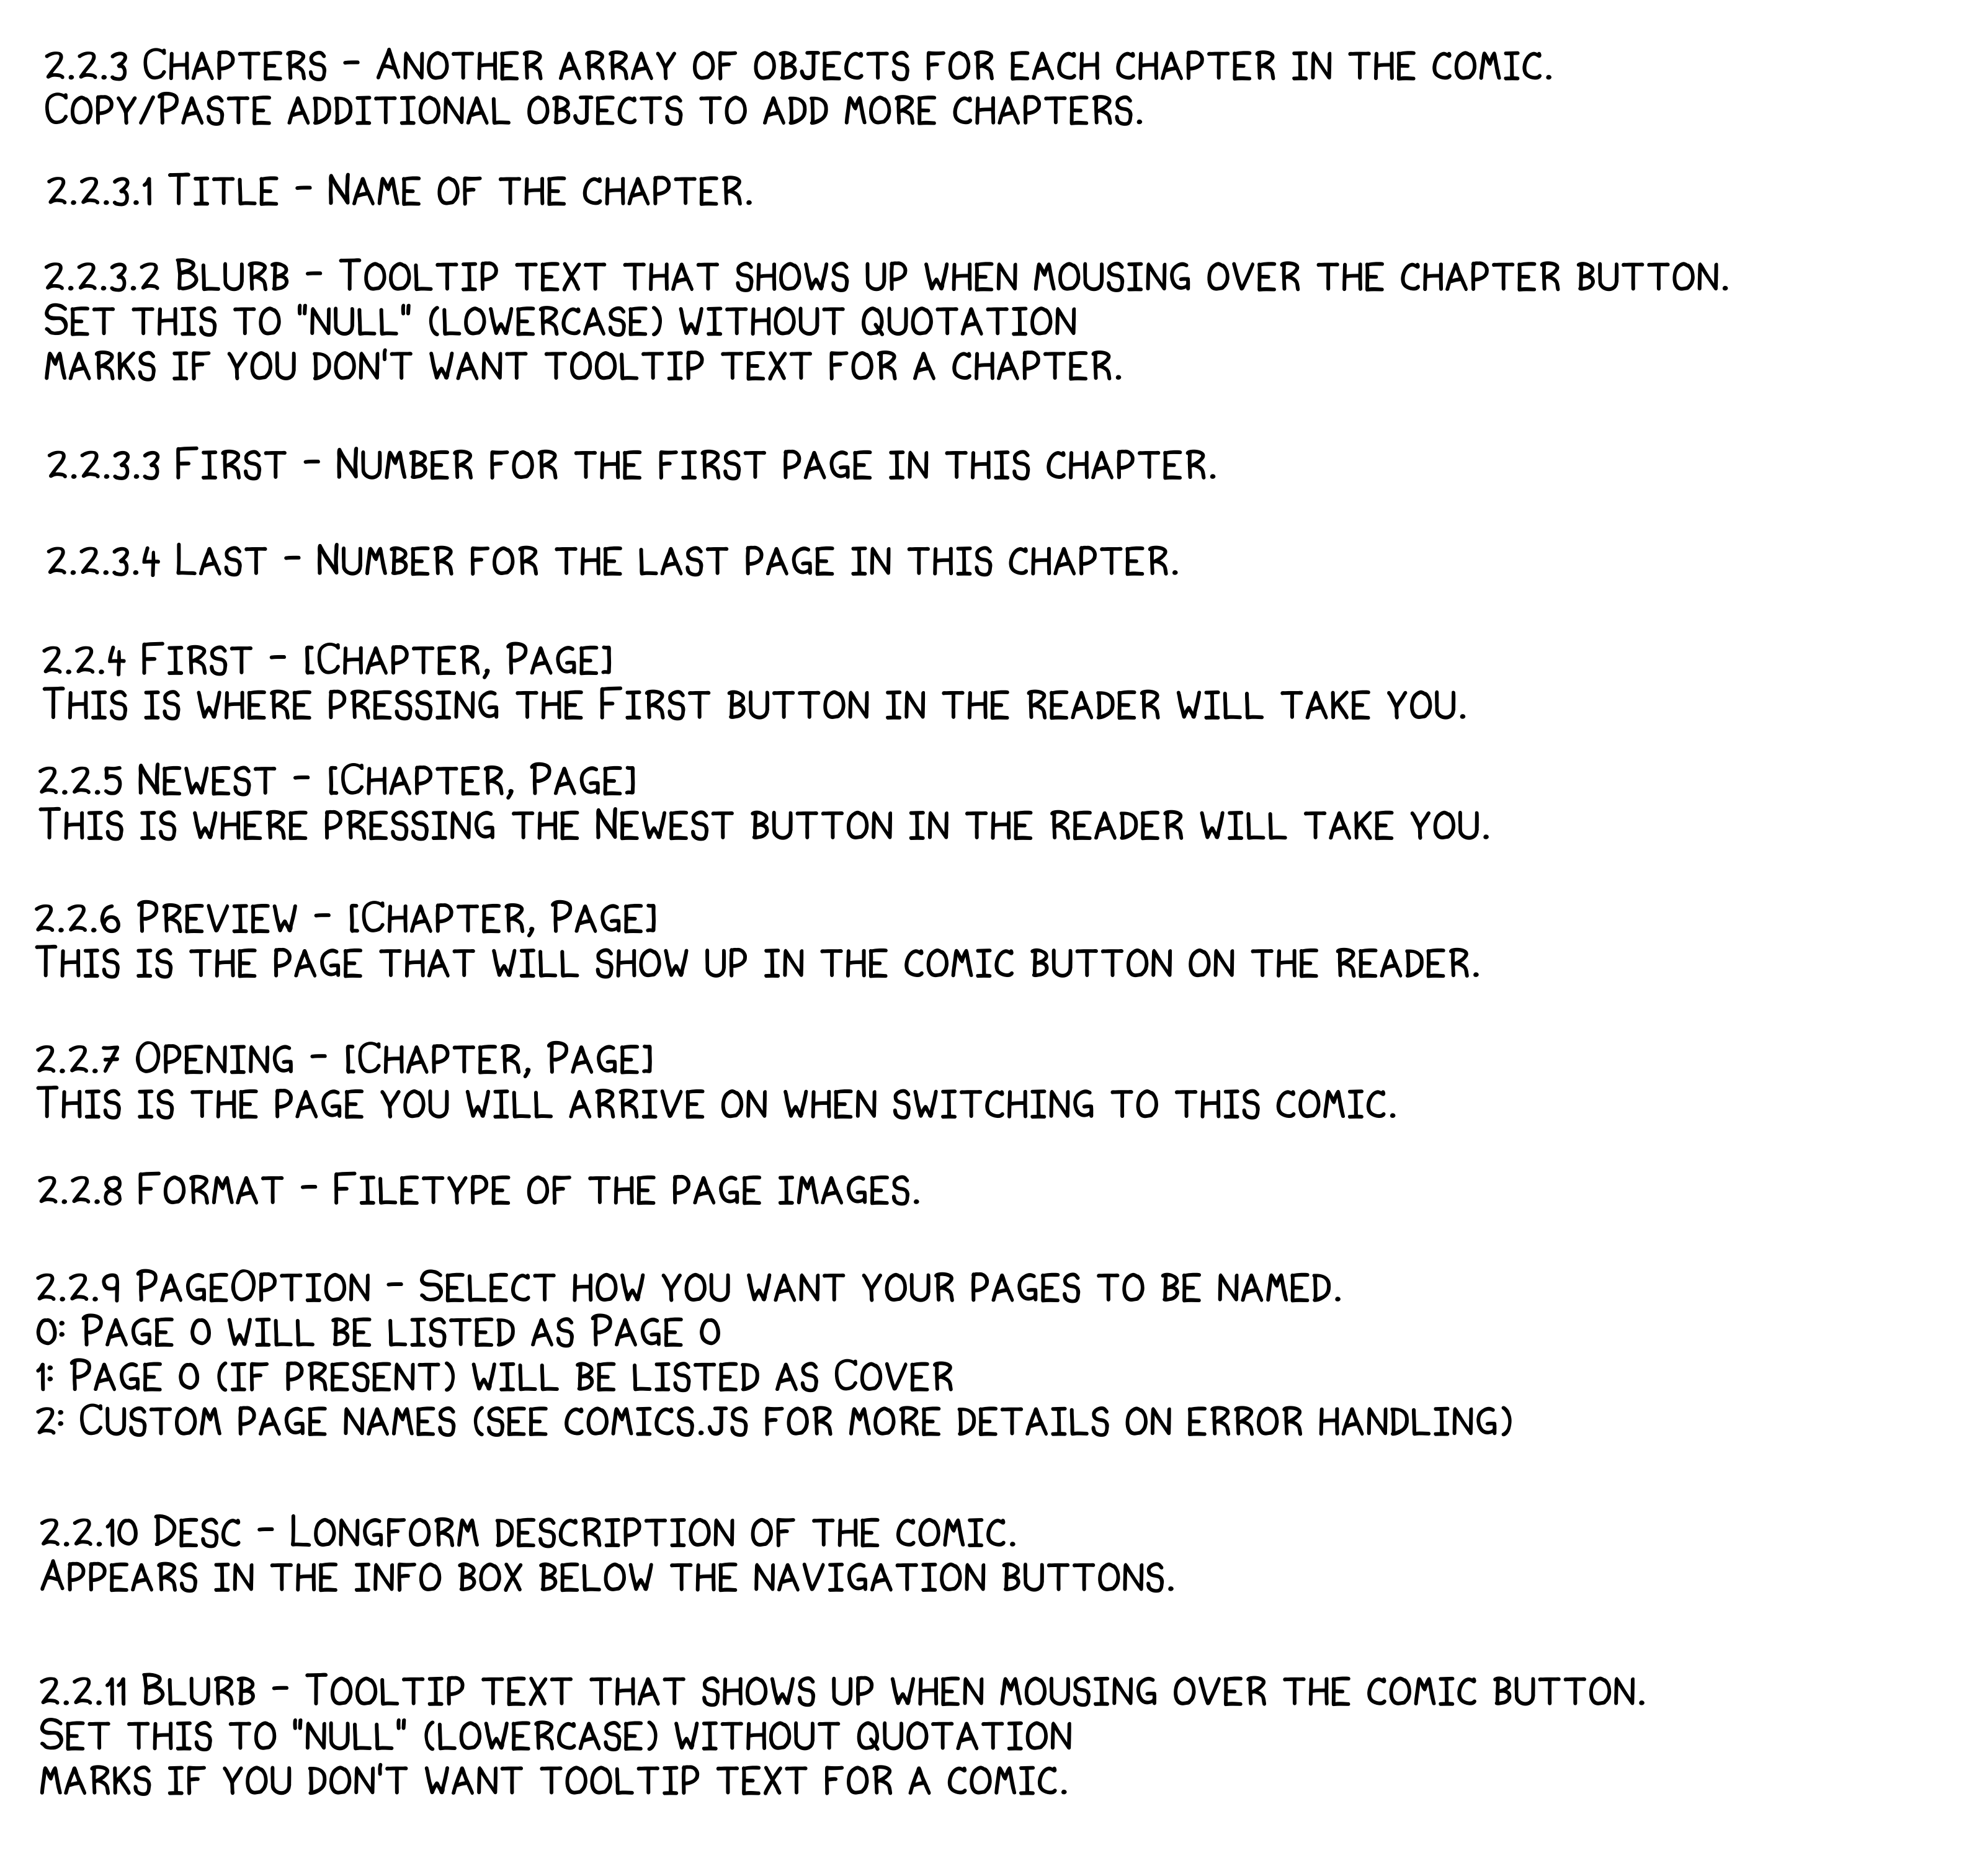 2.2.3 Chapters - Another array of objects for each chapter in the comic.
Copy/Paste additional objects to add more chapters.
2.2.3.1 Title - Name of the chapter.
2.2.3.2 Blurb - Tooltip text that shows up when mousing over the chapter button.
Set this to "null" (lowercase) without quotation
marks if you don't want tooltip text for a chapter.
2.2.3.3 First - Number for the first page in this chapter.
2.2.3.4 Last - Number for the last page in this chapter.
2.2.4 First - [Chapter, Page]
This is where pressing the First button in the reader will take you.
2.2.5 Newest - [Chapter, Page]
This is where pressing the Newest button in the reader will take you.
2.2.6 Preview - [Chapter, Page]
This is the page that will show up in the comic button on the reader.
2.2.7 Opening - [Chapter, Page]
This is the page you will arrive on when switching to this comic.
2.2.8 Format - Filetype of the page images.
2.2.9 PageOption - Select how you want your pages to be named.
0: Page 0 will be listed as Page 0
1: Page 0 (if present) will be listed as Cover
2: Custom page names (see comics.js for more details on error handling)
2.2.10 Desc - Longform description of the comic.
Appears in the info box below the navigation buttons.
2.2.11 Blurb - Tooltip text that shows up when mousing over the comic button.
Set this to "null" (lowercase) without quotation
marks if you don't want tooltip text for a comic.